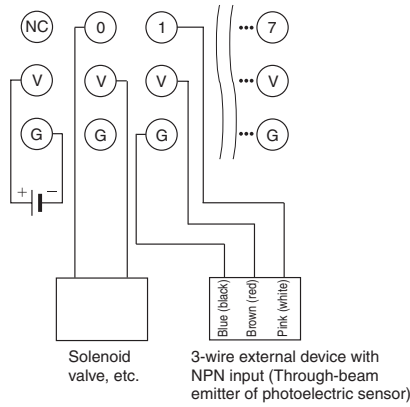 NC 0 1 ••• 7
V V V ••• V
G G G ••• G
+ −
Blue (black)
Brown (red)
Pink (white)
Solenoid
valve, etc.
3-wire external device with
NPN input (Through-beam
emitter of photoelectric sensor)